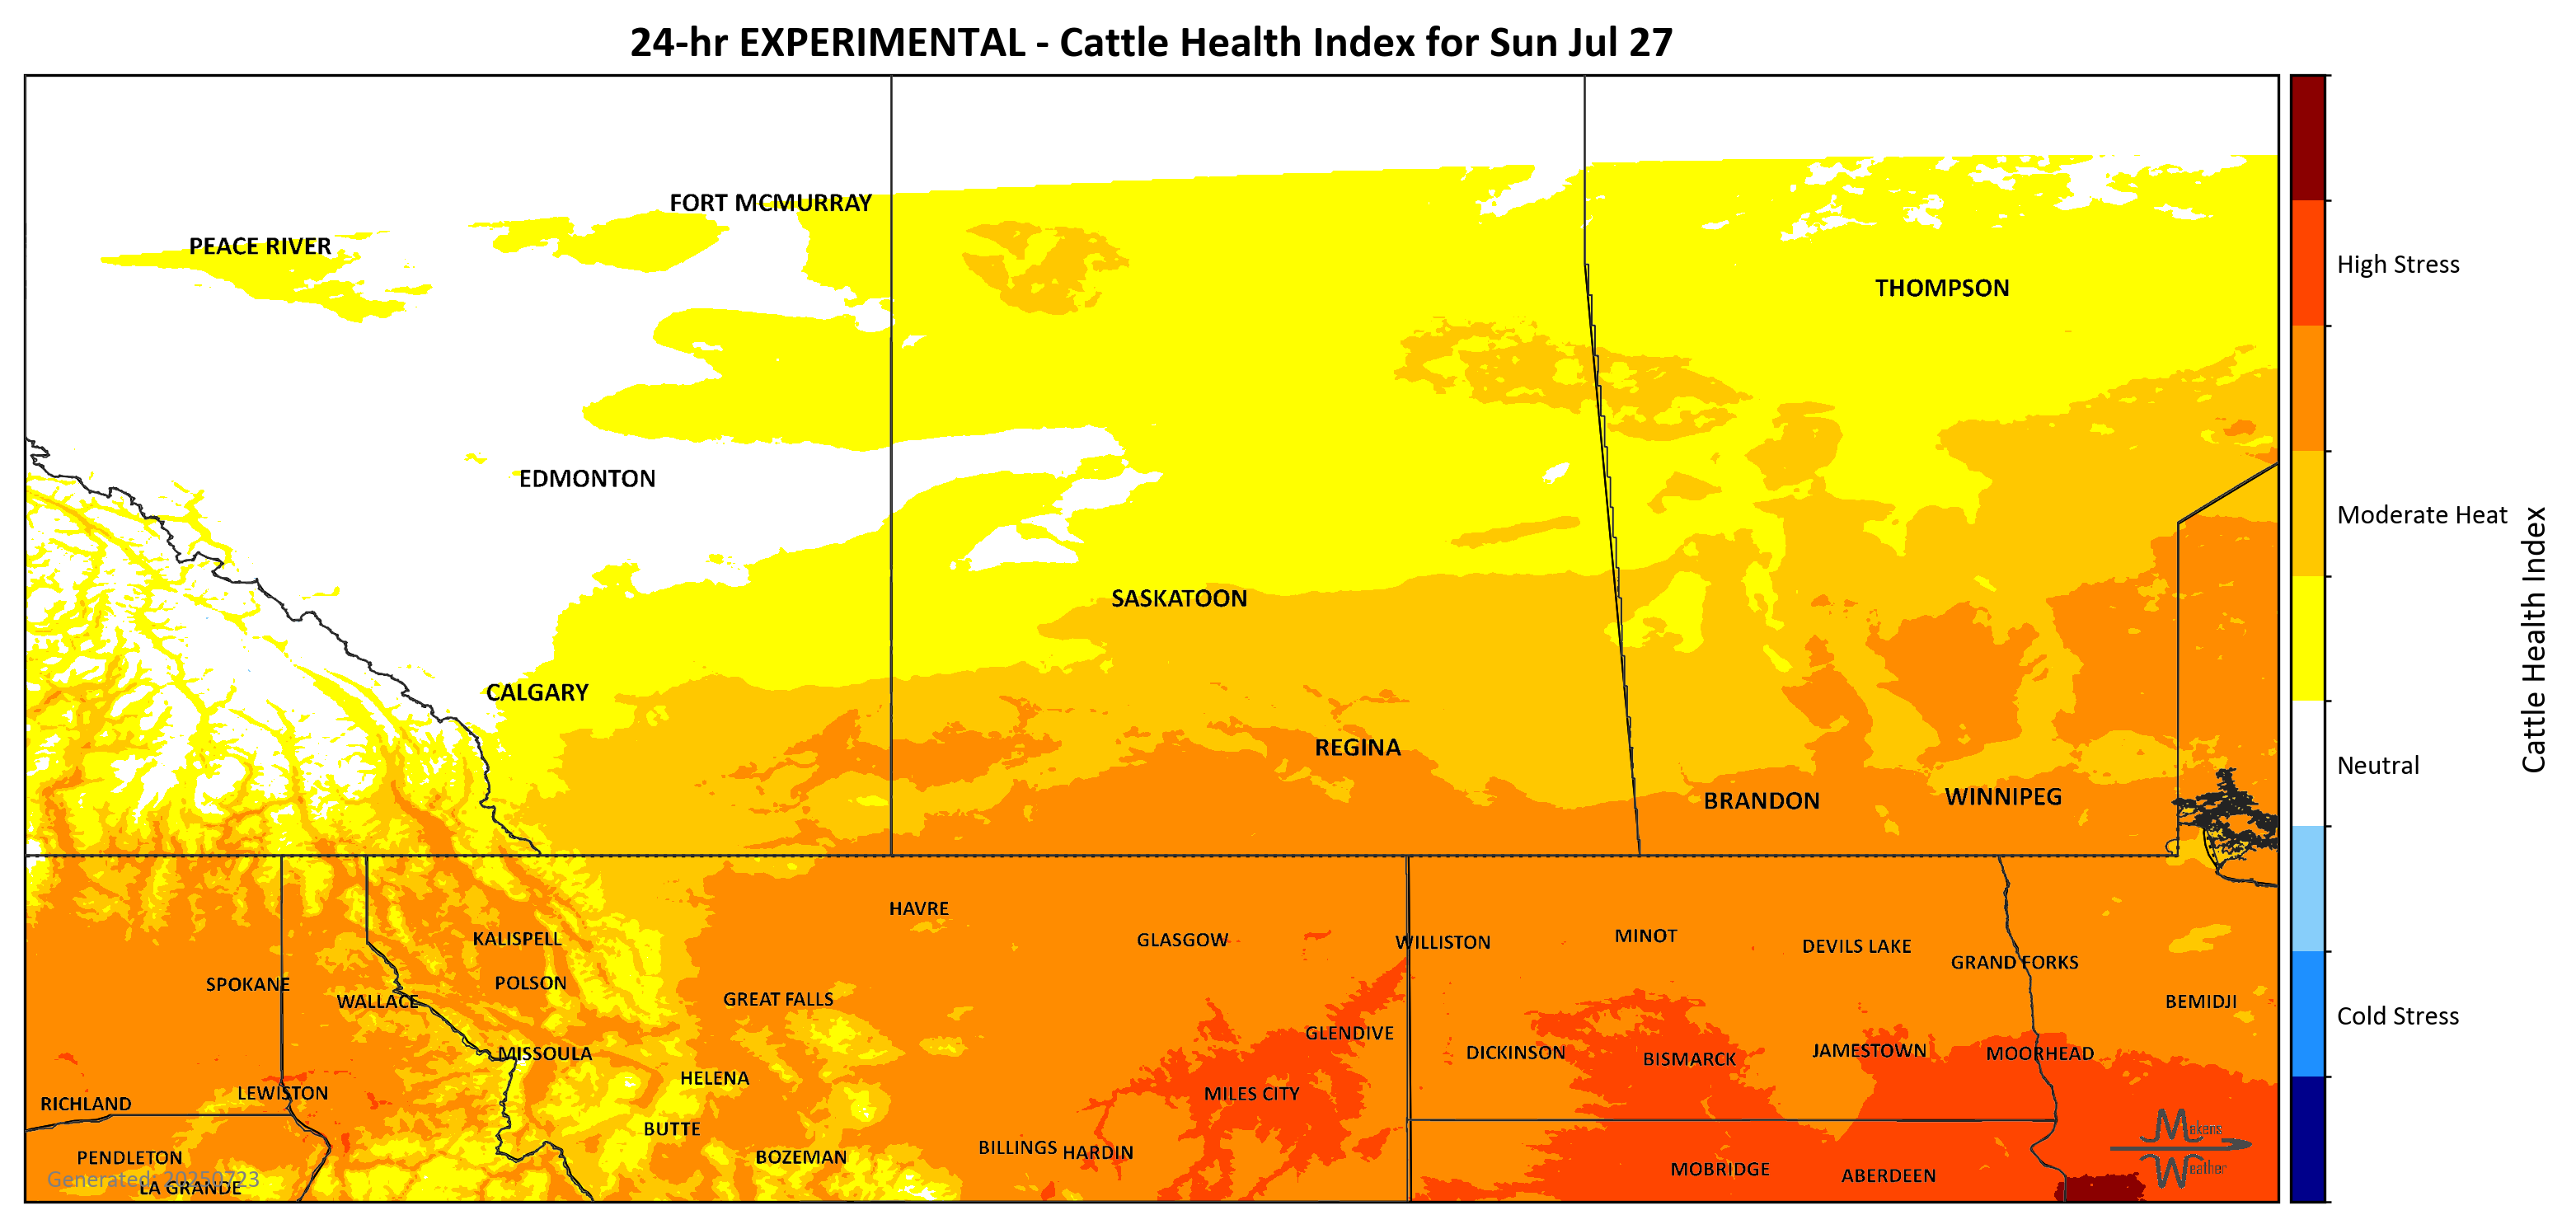 24-hr EXPERIMENTAL - Cattle Health Index for Sun Jul 27
FORT MCMURRAY
PEACE RIVER
THOMPSON
EDMONTON
SASKATOON
CALGARY
REGINA
BRANDON
WINNIPEG
HAVRE
GLASGOW
WILLISTON
MINOT
DEVILS LAKE
GRAND FORKS
KALISPELL
SPOKANE
POLSON
WALLACE
GREAT FALLS
BEMIDJI
GLENDIVE
MISSOULA
DICKINSON
BISMARCK
JAMESTOWN
MOORHEAD
HELENA
LEWISTON
MILES CITY
RICHLAND
BUTTE
BILLINGS
HARDIN
PENDLETON
BOZEMAN
MOBRIDGE
ABERDEEN
LA GRANDE
Generated: 20250723
Makens
Weather
High Stress
Moderate Heat
Neutral
Cold Stress
Cattle Health Index